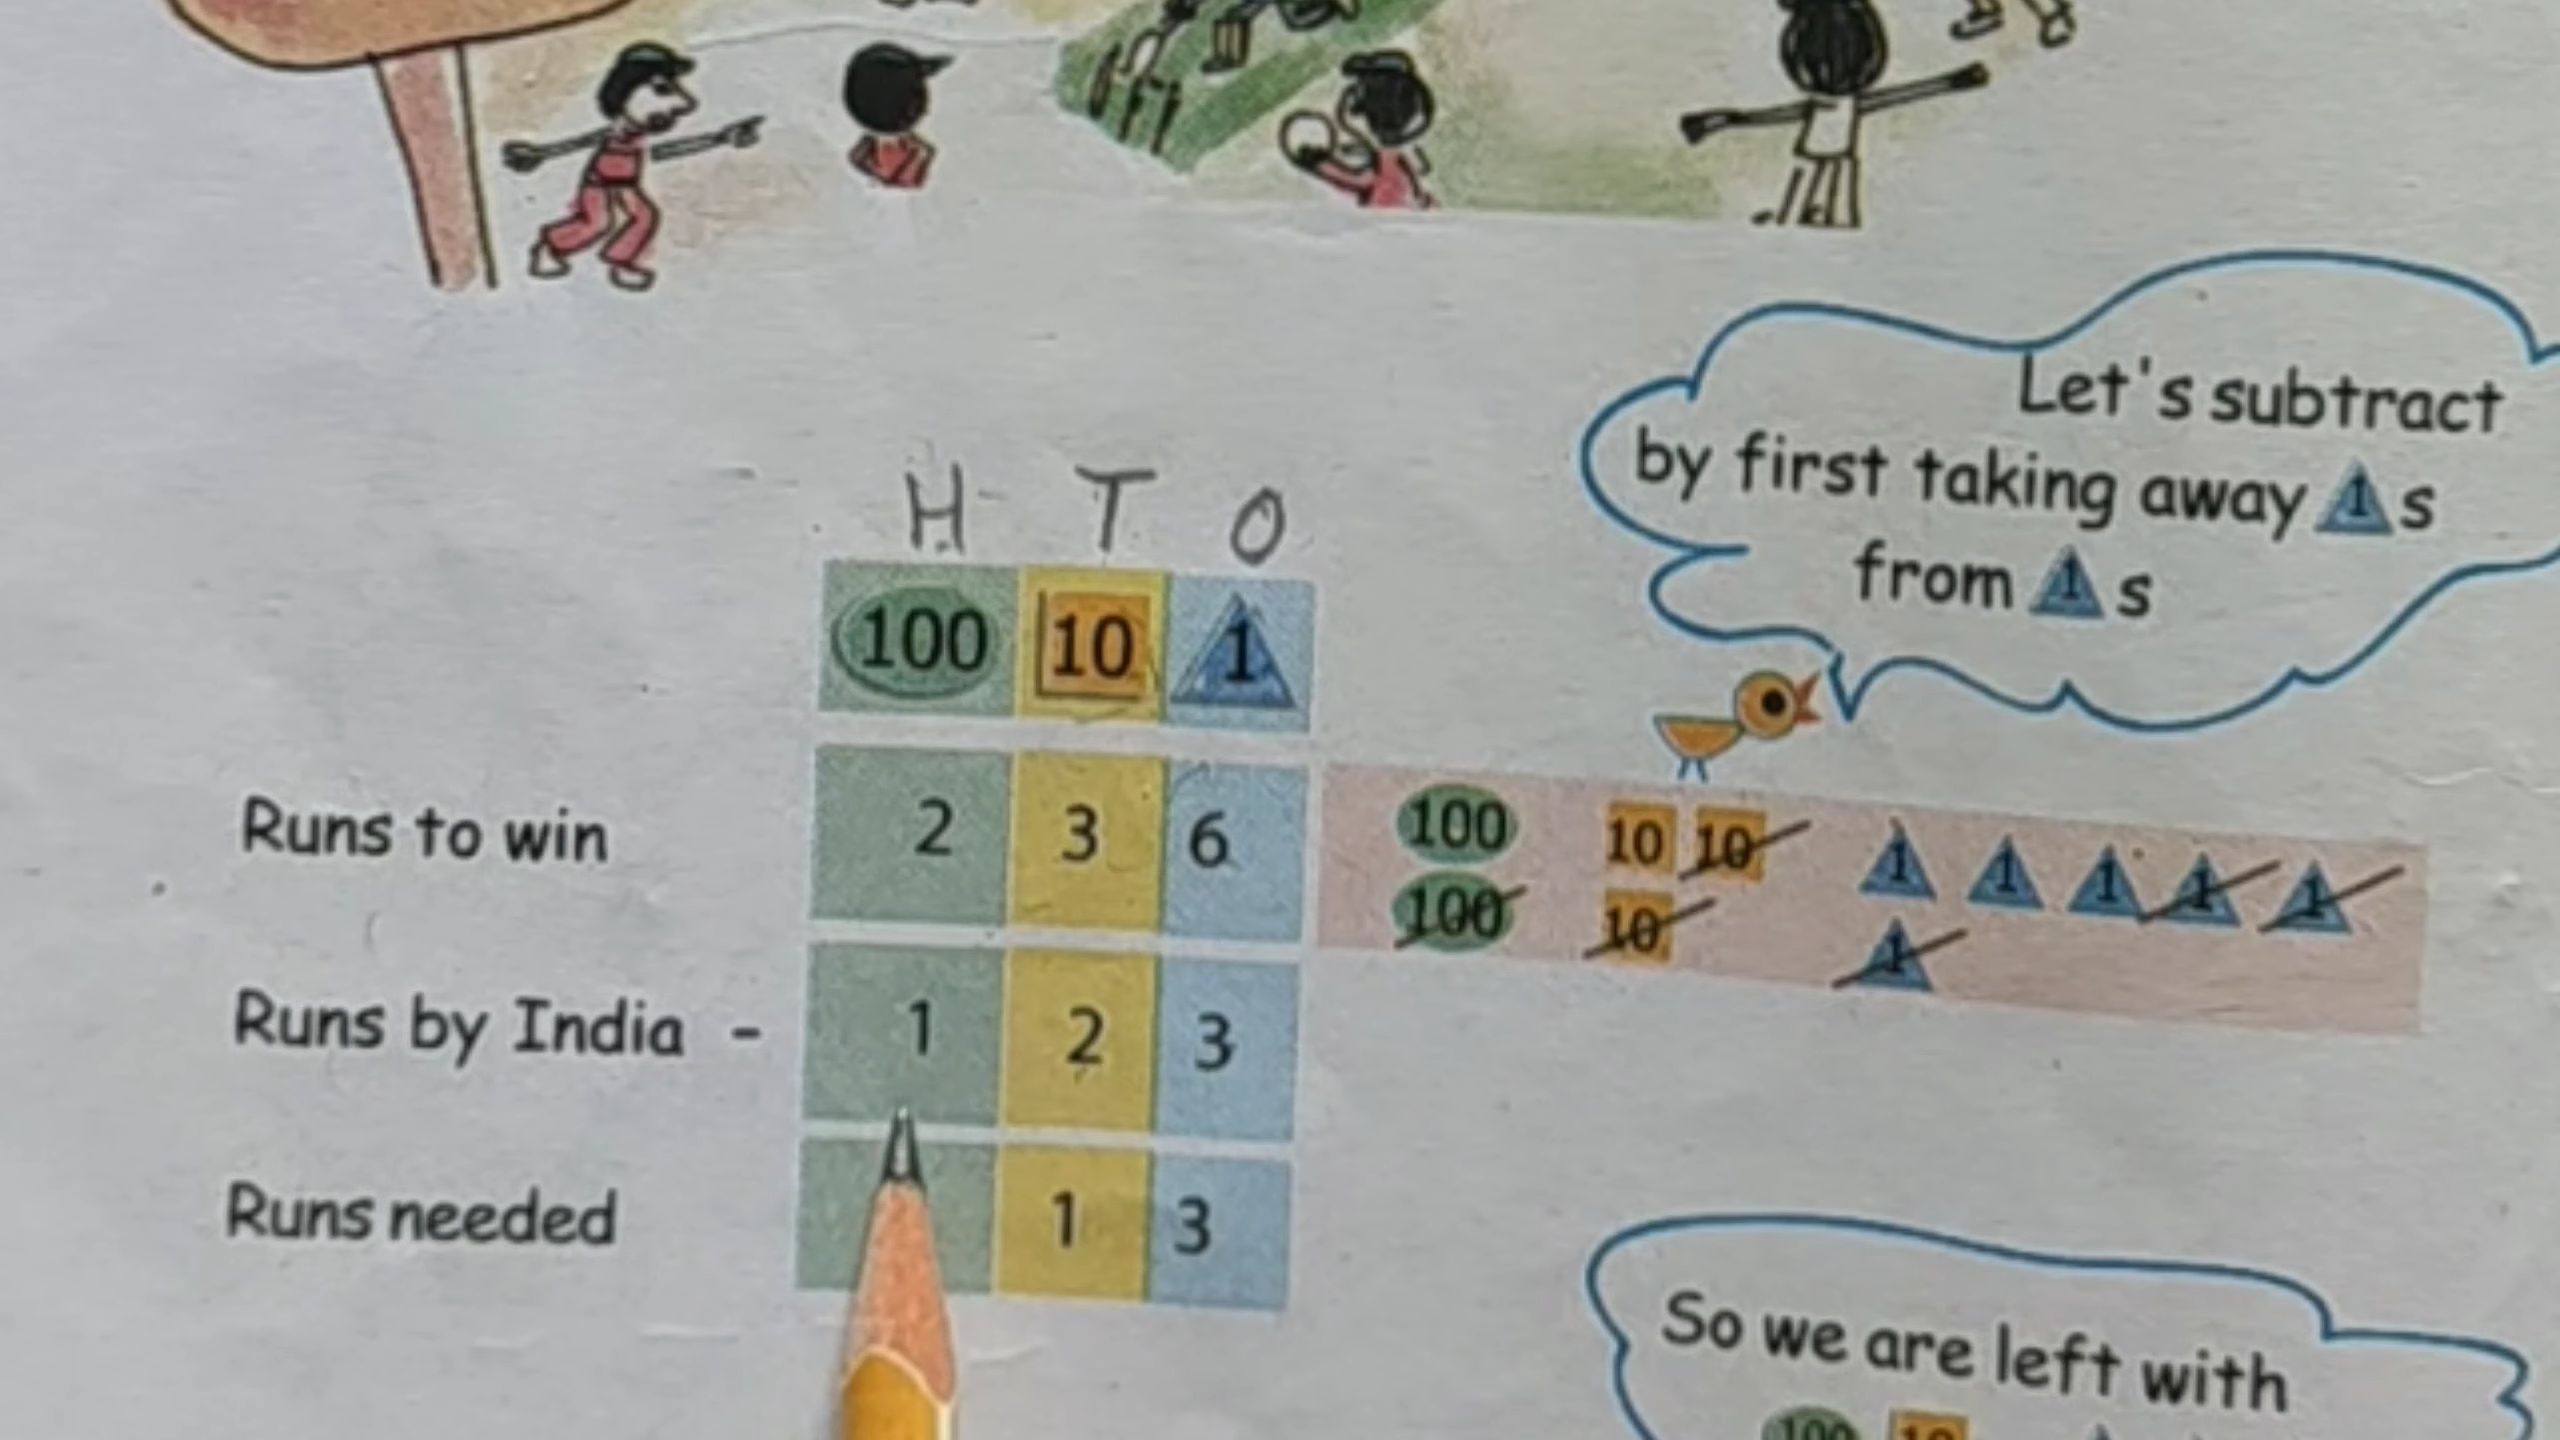 Let's subtract
by first taking away 1 s
from 1 s
H T O
100 10 1
Runs to win 2 3 6 100 10 10 1 1 1 1 1
100 10 1
Runs by India - 1 2 3
Runs needed 1 3
So we are left with
100 10